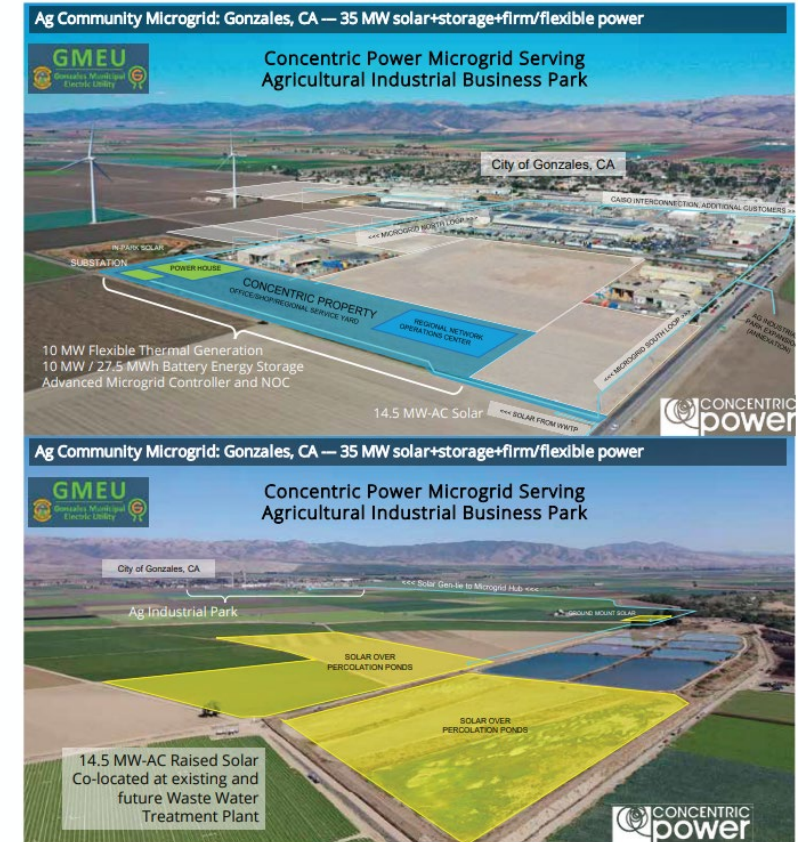 Ag Community Microgrid: Gonzales, CA — 35 MW solar+storage+firm/flexible power
GMEU
Gonzales Municipal
Electric Utility
Concentric Power Microgrid Serving
Agricultural Industrial Business Park
City of Gonzales, CA
CAISO INTERCONNECTION, ADDITIONAL CUSTOMERS >>
<<< MICROGRID NORTH LOOP >>>
IN-PARK SOLAR
SUBSTATION
POWER HOUSE
CONCENTRIC PROPERTY
OFFICE/SHOP/REGIONAL SERVICE YARD
REGIONAL NETWORK
OPERATIONS CENTER
AG INDUSTRIAL
PARK EXPANSION
(ANNEXATION)
<<< MICROGRID SOUTH LOOP >>>
10 MW Flexible Thermal Generation
10 MW / 27.5 MWh Battery Energy Storage
Advanced Microgrid Controller and NOC
14.5 MW-AC Solar
<<< SOLAR FROM WWTP
CONCENTRIC
power
Ag Community Microgrid: Gonzales, CA — 35 MW solar+storage+firm/flexible power
GMEU
Gonzales Municipal
Electric Utility
Concentric Power Microgrid Serving
Agricultural Industrial Business Park
City of Gonzales, CA
<<< Solar Gen-tie to Microgrid Hub <<<
Ag Industrial Park
GROUND MOUNT SOLAR
SOLAR OVER
PERCOLATION PONDS
SOLAR OVER
PERCOLATION PONDS
14.5 MW-AC Raised Solar
Co-located at existing and
future Waste Water
Treatment Plant
CONCENTRIC
power